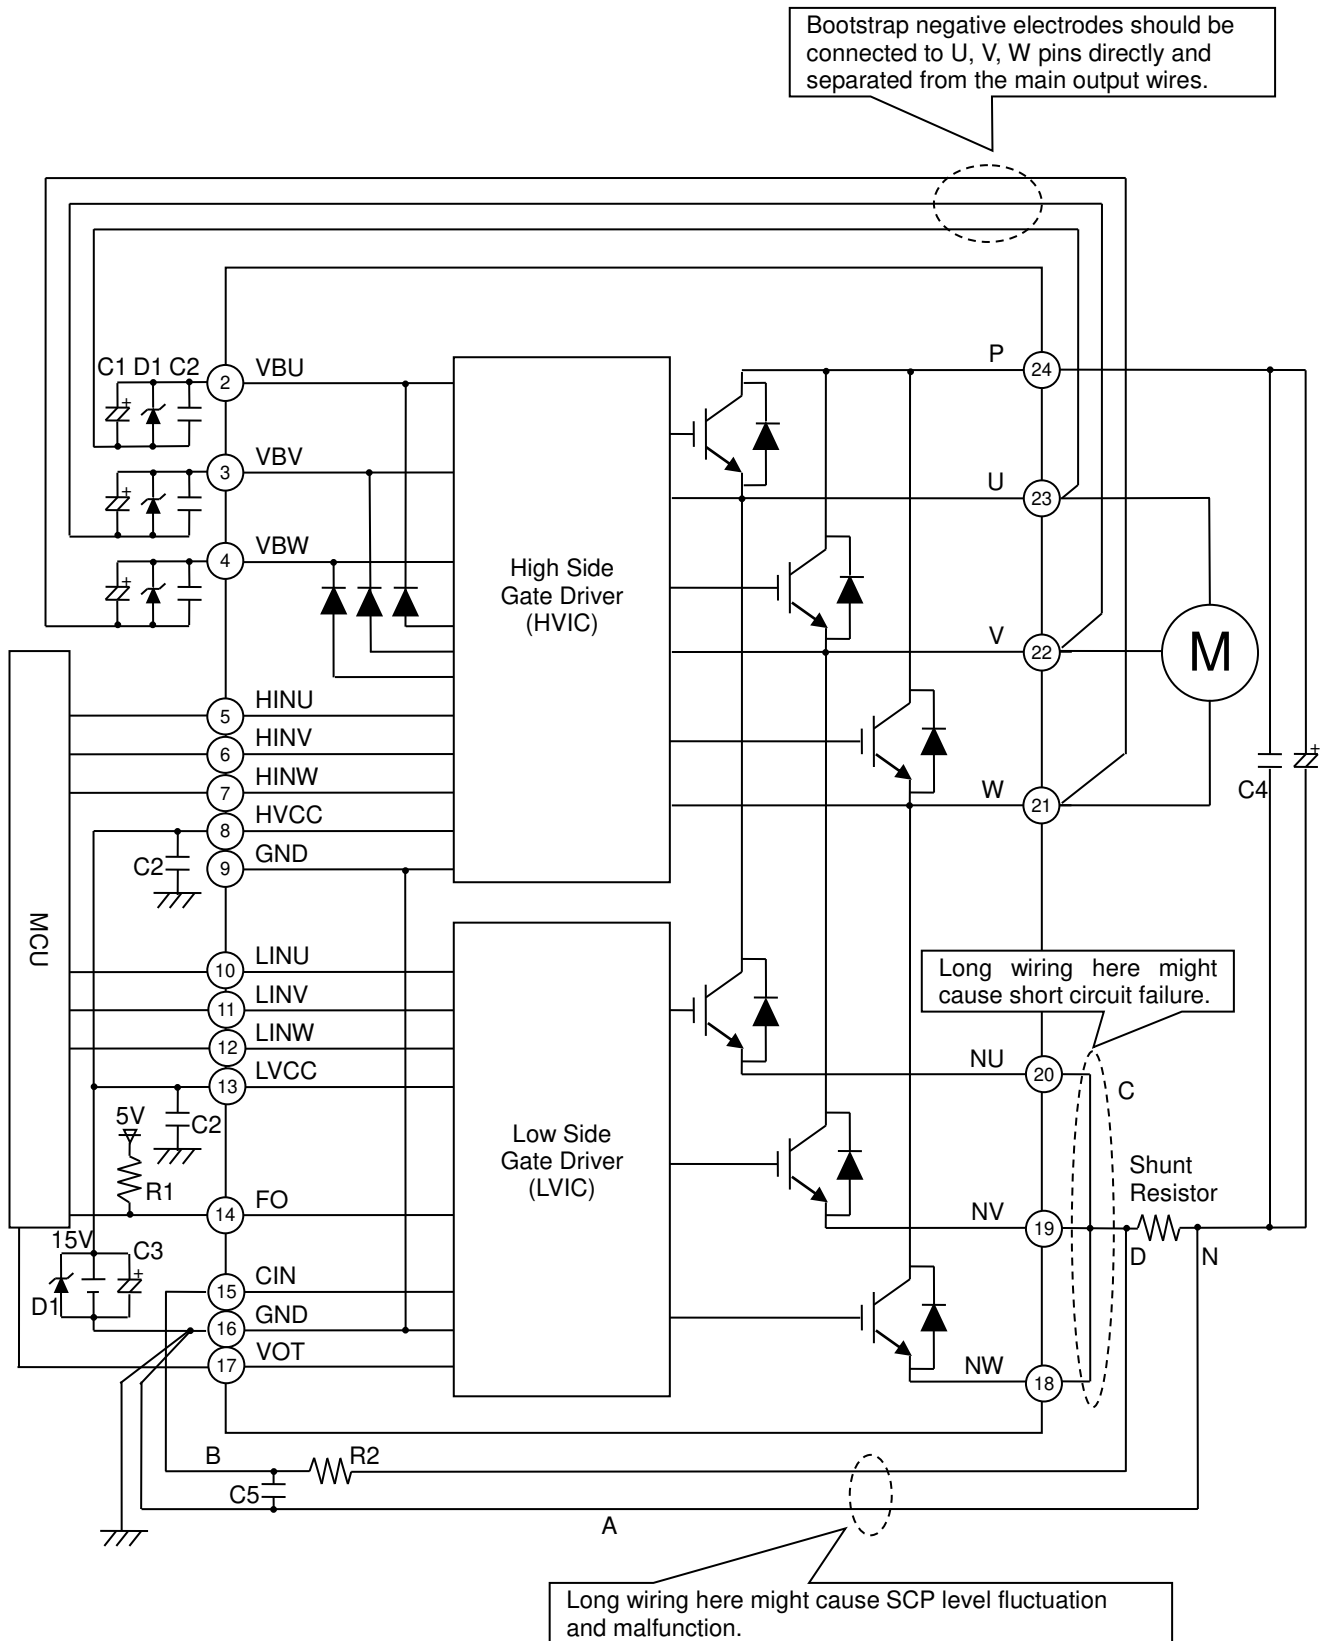 Bootstrap negative electrodes should be
connected to U, V, W pins directly and
separated from the main output wires.
C1 D1 C2
+
2
VBU
P
24
+
3
VBV
U
23
+
4
VBW
High Side
Gate Driver
(HVIC)
V
22
M
5
HINU
6
HINV
7
HINW
W
21
C4
+
8
HVCC
C2
9
GND
MCU
10
LINU
11
LINV
12
LINW
13
LVCC
C2
Long wiring here might
cause short circuit failure.
NU
20
C
5V
R1
Low Side
Gate Driver
(LVIC)
Shunt
Resistor
14
FO
NV
19
D
N
15V
C3
+
D1
15
CIN
16
GND
17
VOT
NW
18
B
R2
C5
A
Long wiring here might cause SCP level fluctuation
and malfunction.